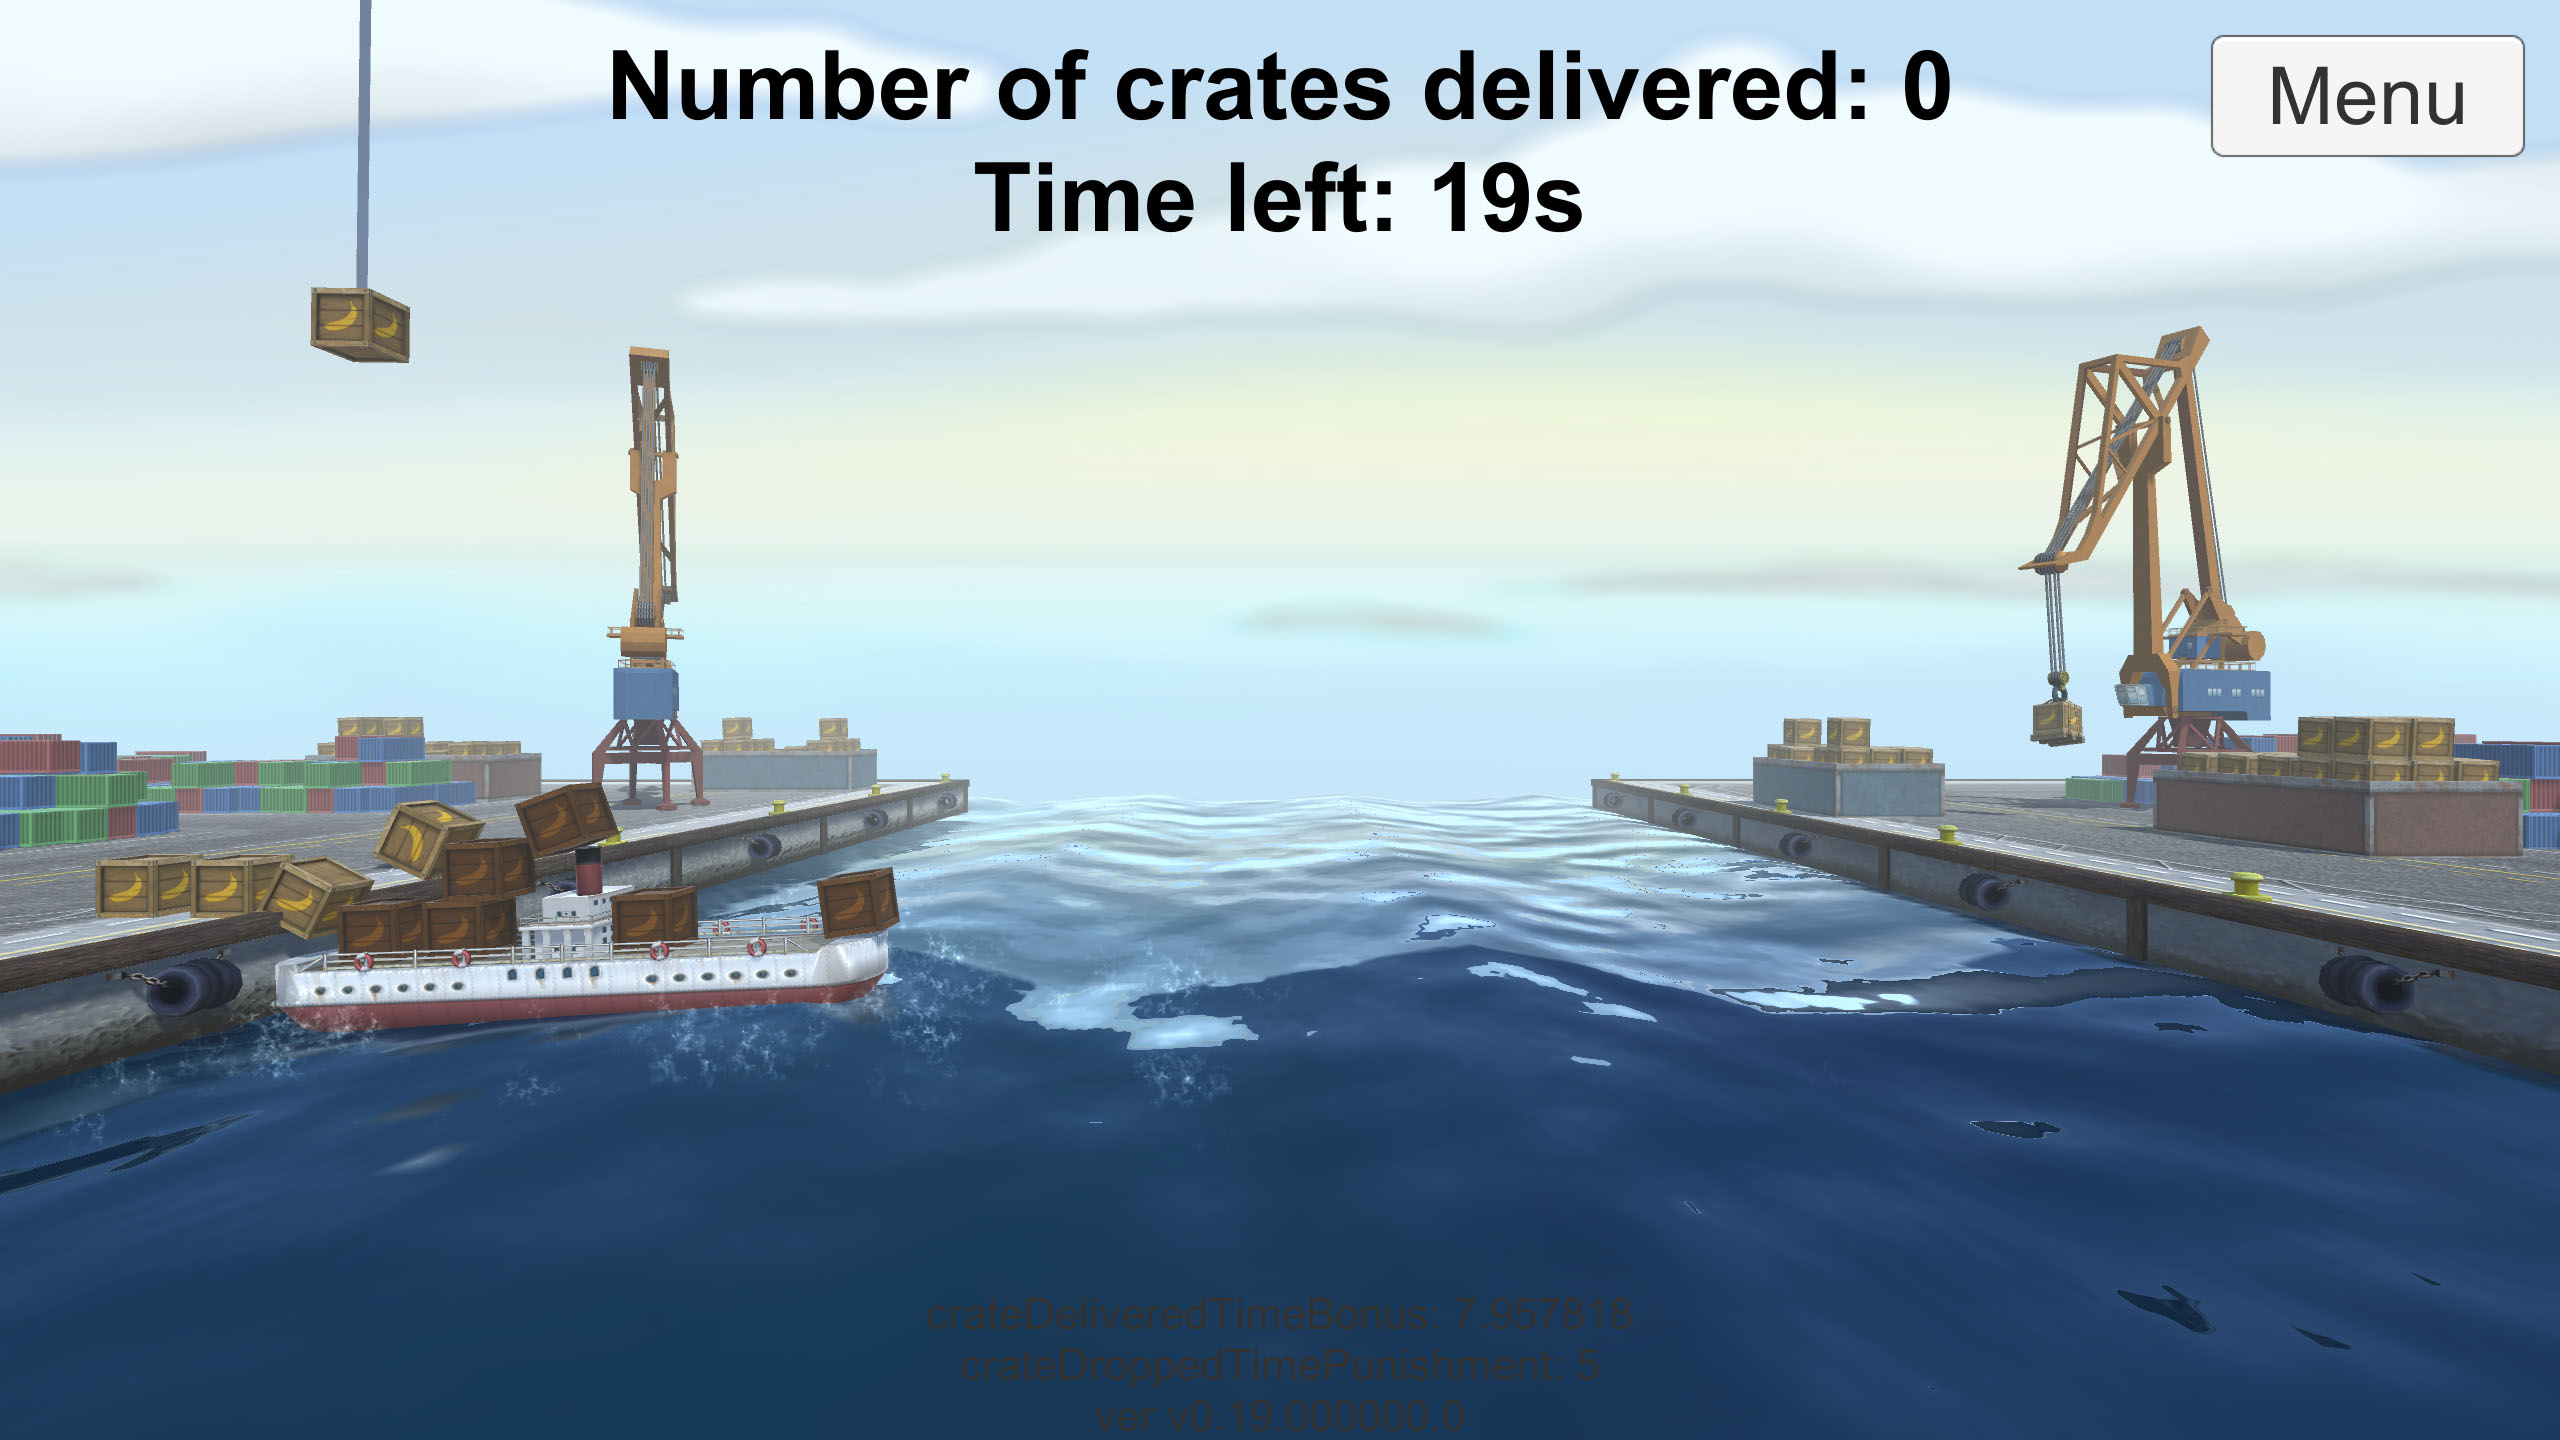 Number of crates delivered: 0
Menu
Time left: 19s
crateDeliveredTimeBonus: 7.957818
crateDroppedTimePunishment: 5
ver v0.19.000000.0